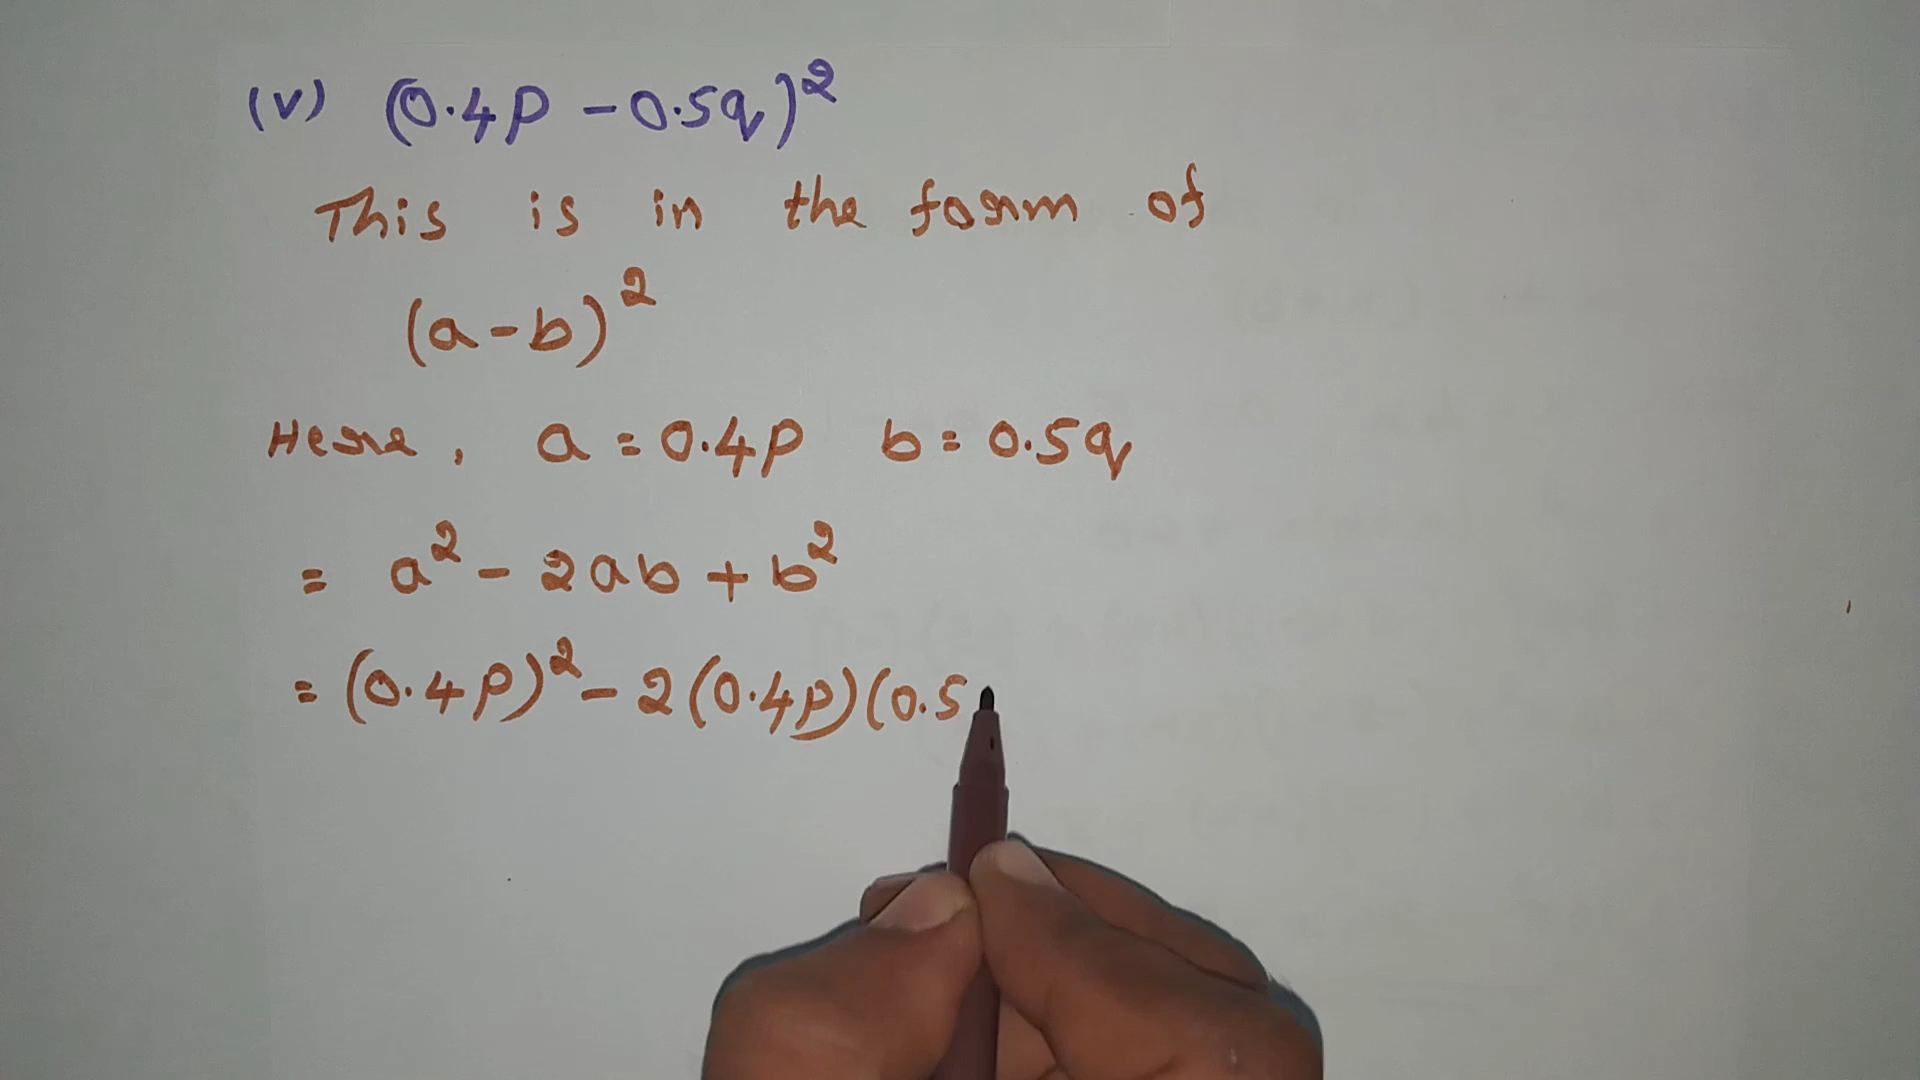 (v) (0.4p - 0.5q)²
This is in the form of
(a-b)²
Here, a = 0.4p b = 0.5q
= a² - 2ab + b²
= (0.4p)² - 2(0.4p)(0.5